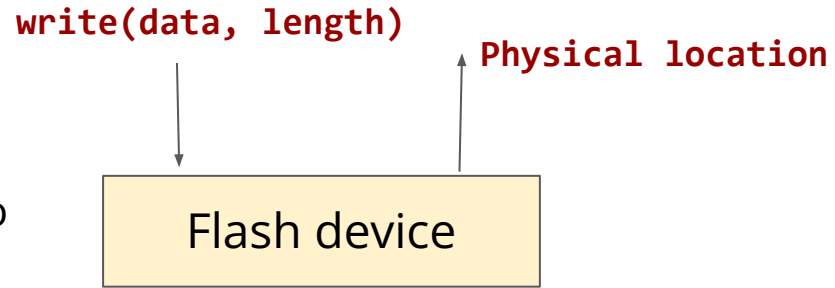 write(data, length)
Physical location
Flash device